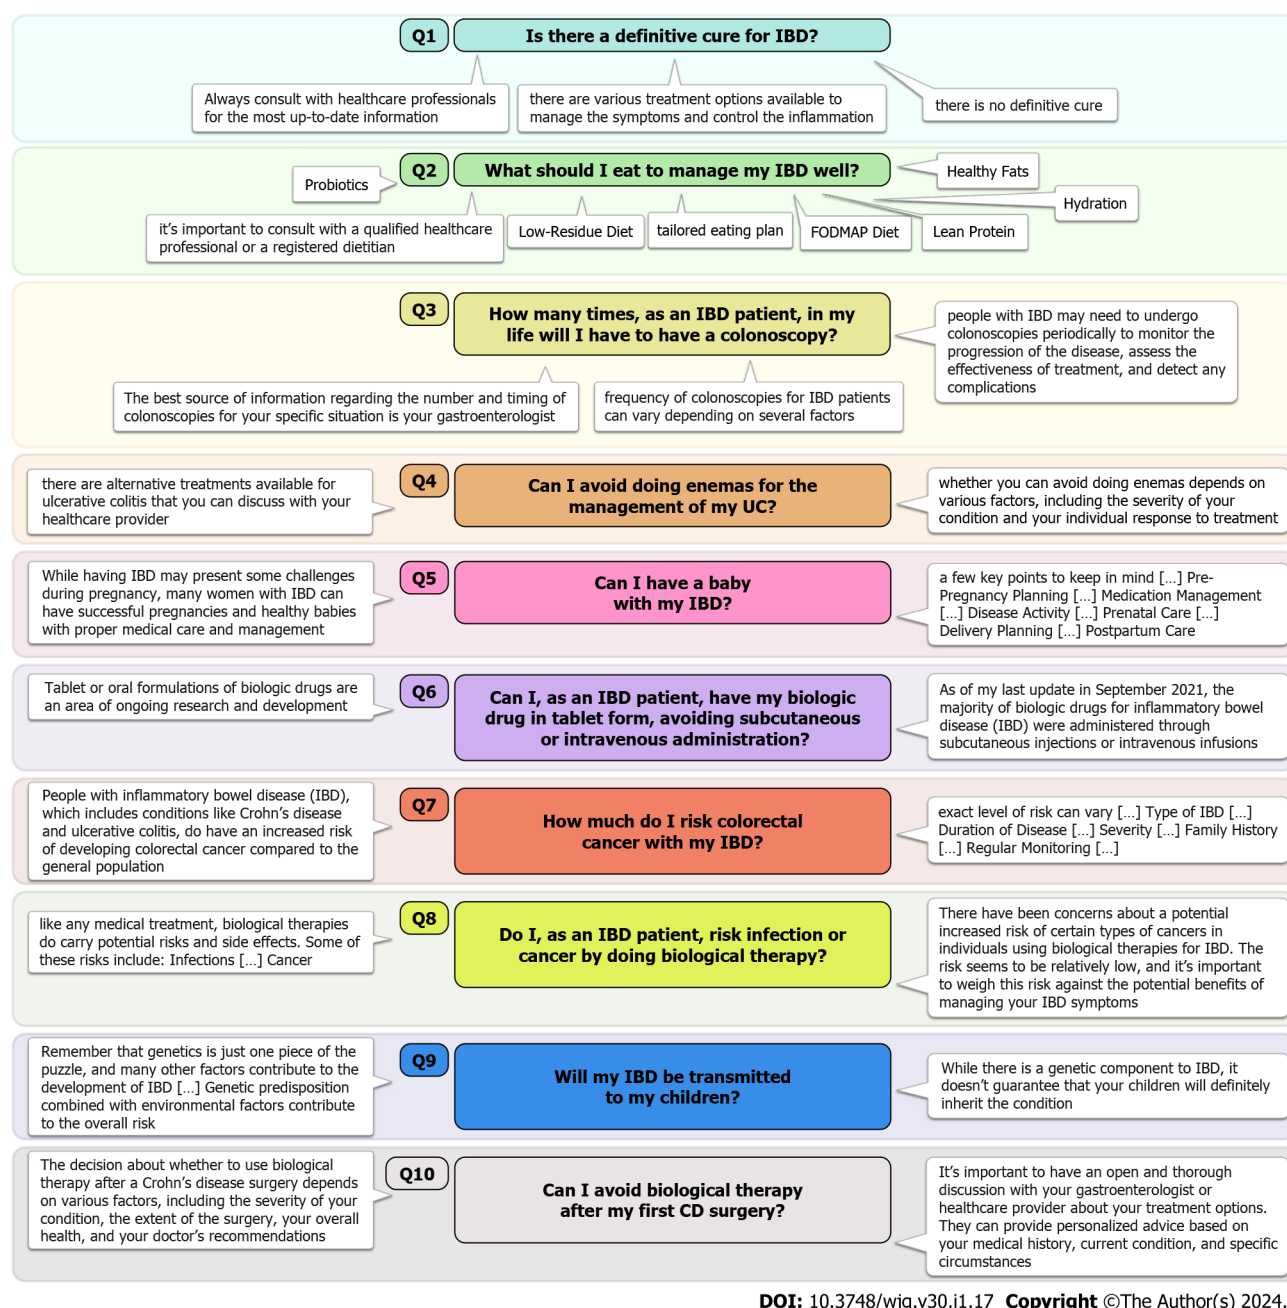 Q1
Is there a definitive cure for IBD?
Always consult with healthcare professionals
for the most up-to-date information
there are various treatment options available to
manage the symptoms and control the inflammation
there is no definitive cure
Q2
What should I eat to manage my IBD well?
Healthy Fats
Probiotics
Hydration
it's important to consult with a qualified healthcare
professional or a registered dietitian
Low-Residue Diet
tailored eating plan
FODMAP Diet
Lean Protein
Q3
How many times, as an IBD patient, in my
life will I have to have a colonoscopy?
people with IBD may need to undergo
colonoscopies periodically to monitor the
progression of the disease, assess the
effectiveness of treatment, and detect any
complications
The best source of information regarding the number and timing of
colonoscopies for your specific situation is your gastroenterologist
frequency of colonoscopies for IBD patients
can vary depending on several factors
there are alternative treatments available for
ulcerative colitis that you can discuss with your
healthcare provider
Q4
Can I avoid doing enemas for the
management of my UC?
whether you can avoid doing enemas depends on
various factors, including the severity of your
condition and your individual response to treatment
While having IBD may present some challenges
during pregnancy, many women with IBD can
have successful pregnancies and healthy babies
with proper medical care and management
Q5
Can I have a baby
with my IBD?
a few key points to keep in mind [...] Pre-
Pregnancy Planning [...] Medication Management
[...] Disease Activity [...] Prenatal Care [...]
Delivery Planning [...] Postpartum Care
Tablet or oral formulations of biologic drugs are
an area of ongoing research and development
Q6
Can I, as an IBD patient, have my biologic
drug in tablet form, avoiding subcutaneous
or intravenous administration?
As of my last update in September 2021, the
majority of biologic drugs for inflammatory bowel
disease (IBD) were administered through
subcutaneous injections or intravenous infusions
People with inflammatory bowel disease (IBD),
which includes conditions like Crohn's disease
and ulcerative colitis, do have an increased risk
of developing colorectal cancer compared to the
general population
Q7
How much do I risk colorectal
cancer with my IBD?
exact level of risk can vary [...] Type of IBD [...]
Duration of Disease [...] Severity [...] Family History
[...] Regular Monitoring [...]
like any medical treatment, biological therapies
do carry potential risks and side effects. Some of
these risks include: Infections [...] Cancer
Q8
Do I, as an IBD patient, risk infection or
cancer by doing biological therapy?
There have been concerns about a potential
increased risk of certain types of cancers in
individuals using biological therapies for IBD. The
risk seems to be relatively low, and it's important
to weigh this risk against the potential benefits of
managing your IBD symptoms
Remember that genetics is just one piece of the
puzzle, and many other factors contribute to the
development of IBD [...] Genetic predisposition
combined with environmental factors contribute
to the overall risk
Q9
Will my IBD be transmitted
to my children?
While there is a genetic component to IBD, it
doesn't guarantee that your children will definitely
inherit the condition
The decision about whether to use biological
therapy after a Crohn's disease surgery depends
on various factors, including the severity of your
condition, the extent of the surgery, your overall
health, and your doctor's recommendations
Q10
Can I avoid biological therapy
after my first CD surgery?
It's important to have an open and thorough
discussion with your gastroenterologist or
healthcare provider about your treatment options.
They can provide personalized advice based on
your medical history, current condition, and specific
circumstances
DOI: 10.3748/wjg.v30.i1.17 Copyright ©The Author(s) 2024.